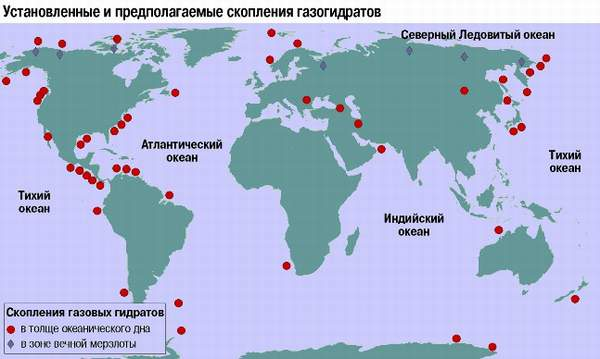 Установленные и предполагаемые скопления газогидратов
Северный Ледовитый океан
Атлантический
океан
Тихий
океан
Тихий
океан
Индийский
океан
Скопления газовых гидратов
в толще океанического дна
в зоне вечной мерзлоты